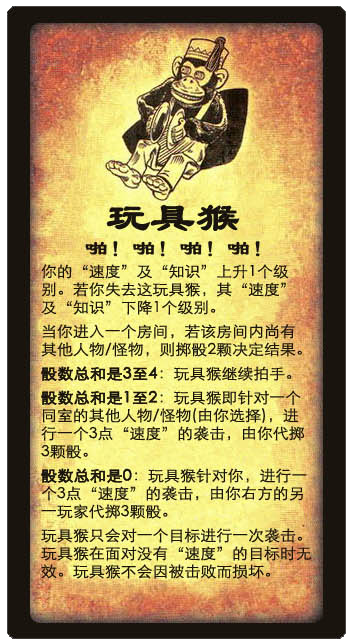 玩具猴
啪！啪！啪！啪！
你的“速度”及“知识”上升1个级
别。若你失去这玩具猴，其“速度”
及“知识”下降1个级别。
当你进入一个房间，若该房间内尚有
其他人物/怪物，则掷骰2颗决定结果。
骰数总和是3至4：玩具猴继续拍手。
骰数总和是1至2：玩具猴即针对一个
同室的其他人物/怪物(由你选择)，进
行一个3点“速度”的袭击，由你代掷
3颗骰。
骰数总和是0：玩具猴针对你，进行一
个3点“速度”的袭击，由你右方的另
一玩家代掷3颗骰。
玩具猴只会对一个目标进行一次袭击。
玩具猴在面对没有“速度”的目标时无
效。玩具猴不会因被击败而损坏。